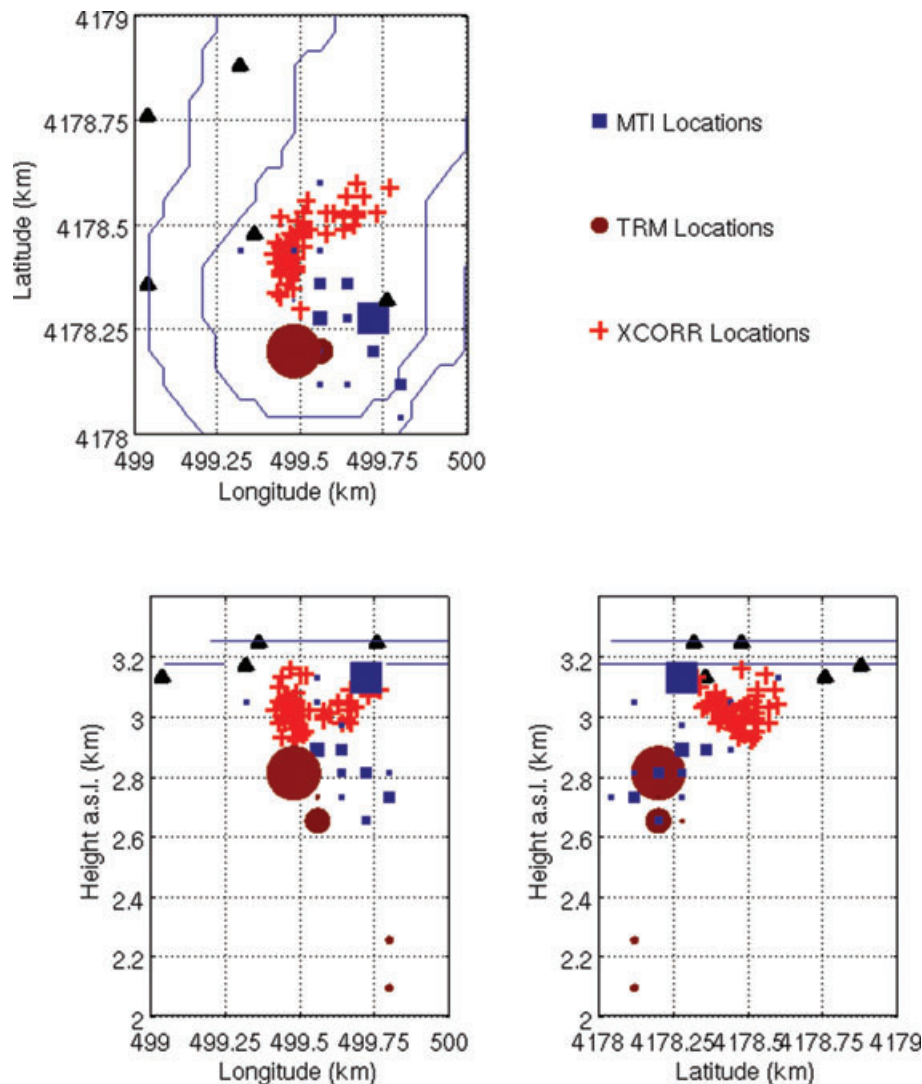 4179
4178.75
4178.5
4178.25
4178
Latitude (km)
499 499.25 499.5 499.75 500
Longitude (km)
MTI Locations
TRM Locations
XCORR Locations
3.2
3
2.8
2.6
2.4
2.2
2
Height a.s.l. (km)
499 499.25 499.5 499.75 500
Longitude (km)
3.2
3
2.8
2.6
2.4
2.2
2
Height a.s.l. (km)
4178 4178.25 4178.5 4178.75 4179
Latitude (km)